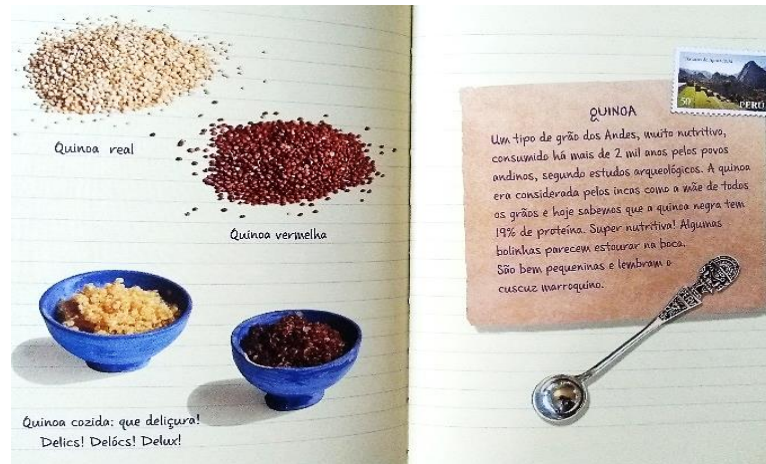 Quinoa real
Quinoa vermelha
Quinoa cozida: que deliçura!
Delics! Delócs! Delux!
50
PERÚ
QUINOA
Um tipo de grão dos Andes, muito nutritivo,
consumido há mais de 2 mil anos pelos povos
andinos, segundo estudos arqueológicos. A quinoa
era considerada pelos incas como a mãe de todos
os grãos e hoje sabemos que a quinoa negra tem
19% de proteína. Super nutritiva! Algumas
bolinhas parecem estourar na boca.
São bem pequeninas e lembram o
cuscuz marroquino.